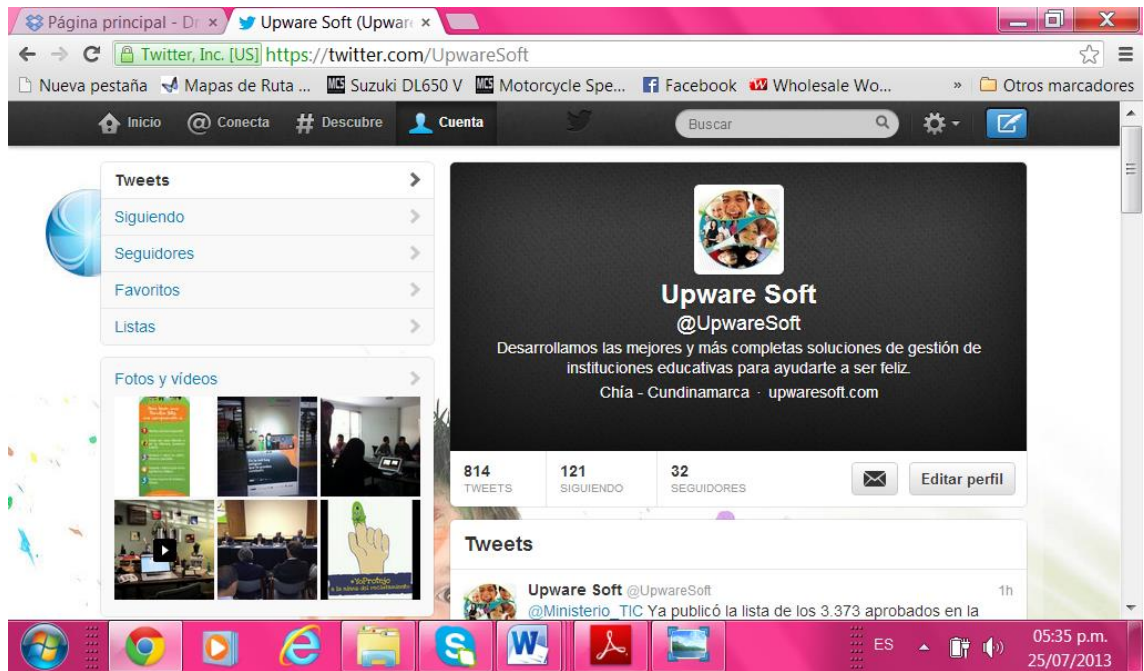 Página principal - Dr
Upware Soft (Upwar
Twitter, Inc. [US] https://twitter.com/UpwareSoft
Nueva pestaña Mapas de Ruta ... MCS Suzuki DL650 V MCS Motorcycle Spe... Facebook Wholesale Wo... » Otros marcadores
Inicio Conecta Descubre Cuenta Buscar
Tweets
Siguiendo
Seguidores
Favoritos
Listas
Fotos y vídeos
+YoProtejo
Upware Soft
@UpwareSoft
Desarrollamos las mejores y más completas soluciones de gestión de
instituciones educativas para ayudarte a ser feliz.
Chía - Cundinamarca · upwaresoft.com
814 121 32
TWEETS SIGUIENDO SEGUIDORES
Editar perfil
Tweets
Upware Soft @UpwareSoft 1h
@Ministerio_TIC Ya publicó la lista de los 3.373 aprobados en la
ES 05:35 p.m.
25/07/2013